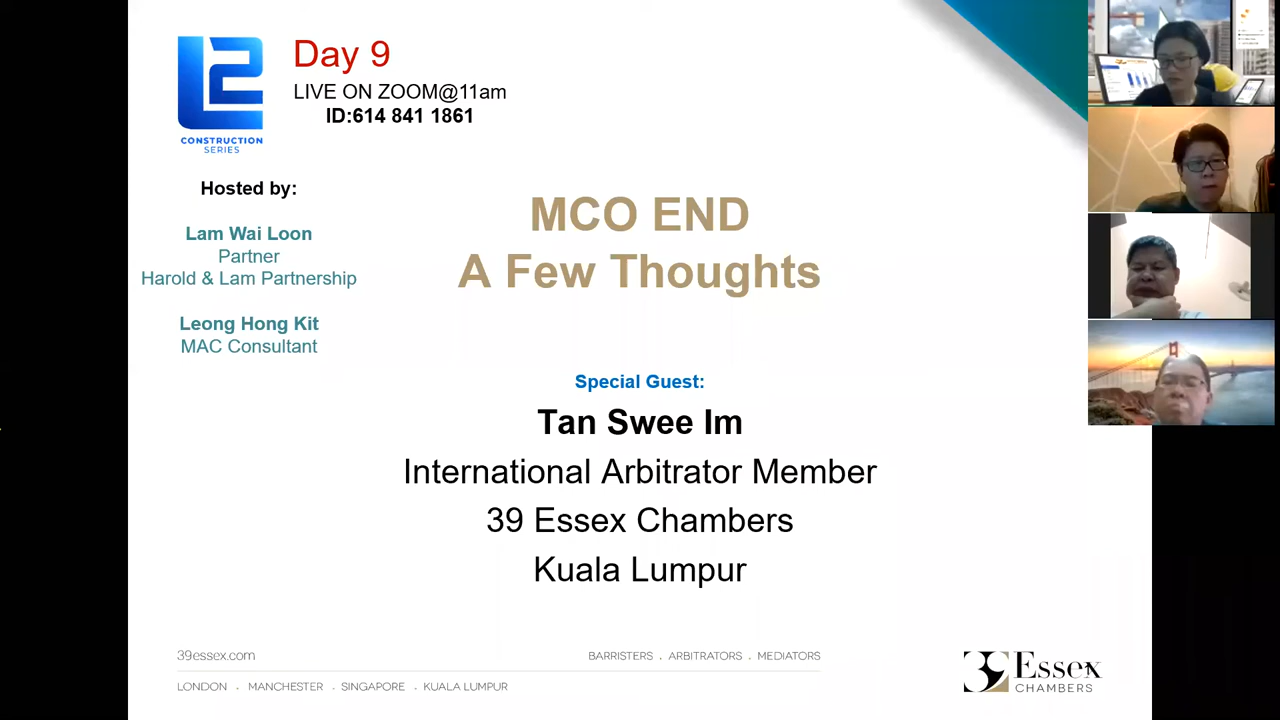 L2
CONSTRUCTION
SERIES
Day 9
LIVE ON ZOOM@11am
ID:614 841 1861
Hosted by:
Lam Wai Loon
Partner
Harold & Lam Partnership
Leong Hong Kit
MAC Consultant
MCO END
A Few Thoughts
Special Guest:
Tan Swee Im
International Arbitrator Member
39 Essex Chambers
Kuala Lumpur
39essex.com
BARRISTERS . ARBITRATORS . MEDIATORS
LONDON . MANCHESTER . SINGAPORE . KUALA LUMPUR
39 Essex
CHAMBERS